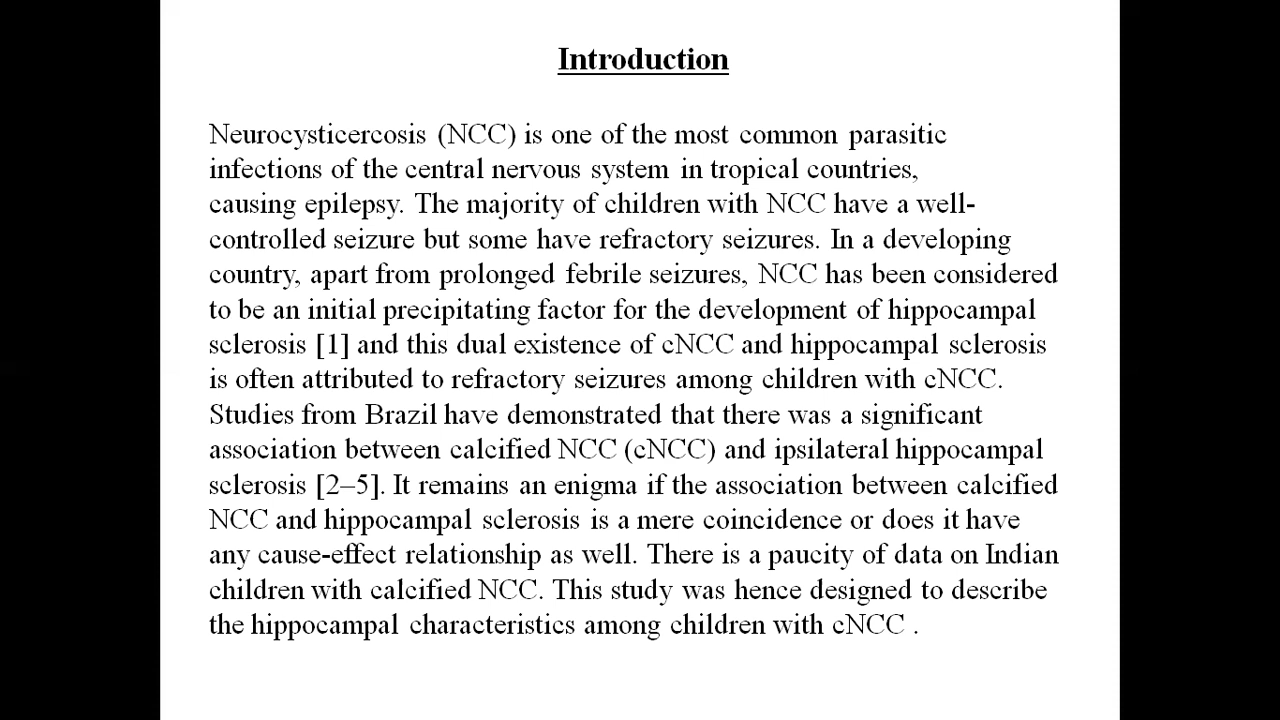 Introduction
Neurocysticercosis (NCC) is one of the most common parasitic
infections of the central nervous system in tropical countries,
causing epilepsy. The majority of children with NCC have a well-
controlled seizure but some have refractory seizures. In a developing
country, apart from prolonged febrile seizures, NCC has been considered
to be an initial precipitating factor for the development of hippocampal
sclerosis [1] and this dual existence of cNCC and hippocampal sclerosis
is often attributed to refractory seizures among children with cNCC.
Studies from Brazil have demonstrated that there was a significant
association between calcified NCC (cNCC) and ipsilateral hippocampal
sclerosis [2–5]. It remains an enigma if the association between calcified
NCC and hippocampal sclerosis is a mere coincidence or does it have
any cause-effect relationship as well. There is a paucity of data on Indian
children with calcified NCC. This study was hence designed to describe
the hippocampal characteristics among children with cNCC .